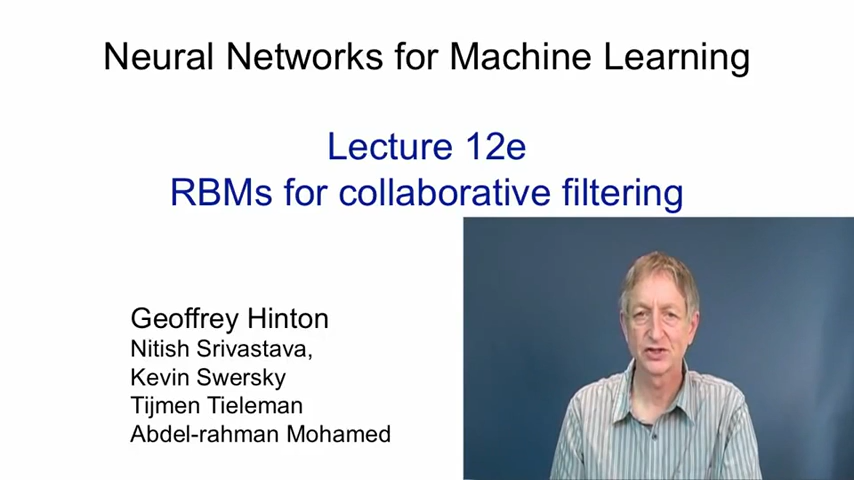 Neural Networks for Machine Learning
Lecture 12e
RBMs for collaborative filtering
Geoffrey Hinton
Nitish Srivastava,
Kevin Swersky
Tijmen Tieleman
Abdel-rahman Mohamed